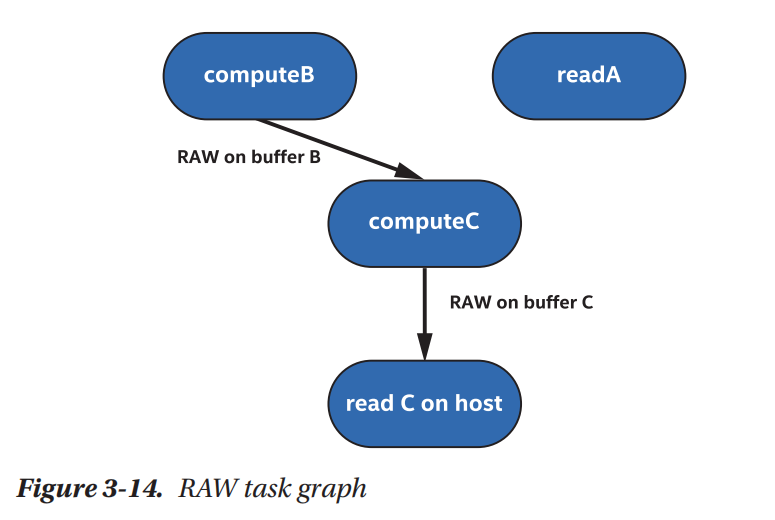 computeB
readA
RAW on buffer B
computeC
RAW on buffer C
read C on host
Figure 3-14. RAW task graph